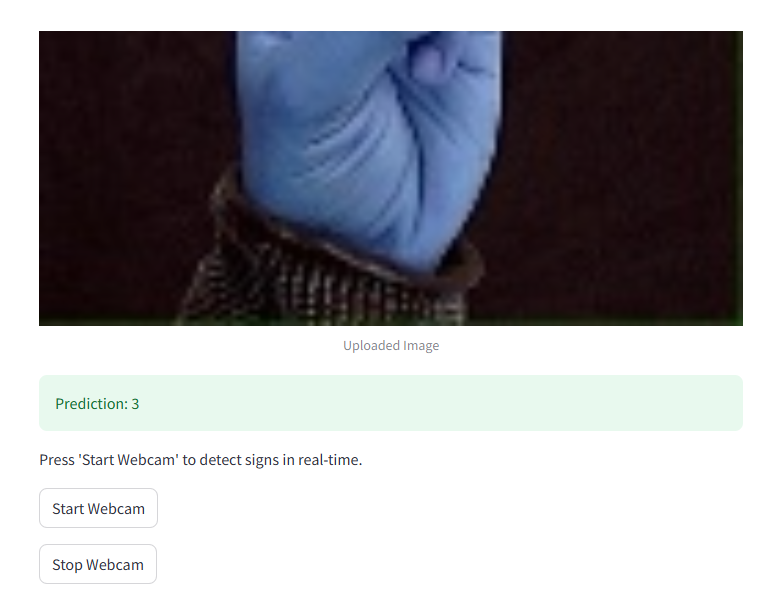 Uploaded Image
Prediction: 3
Press 'Start Webcam' to detect signs in real-time.
Start Webcam
Stop Webcam